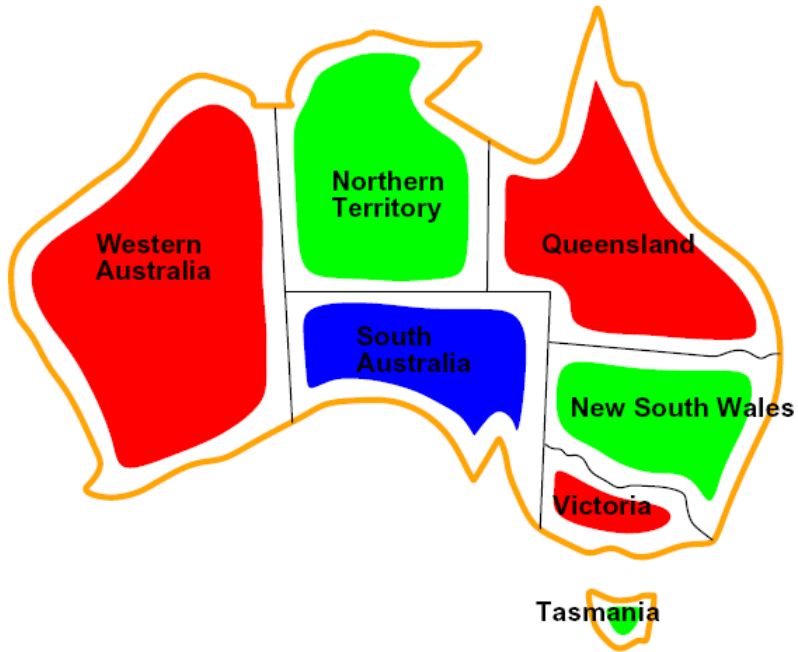 Northern
Territory
Western
Australia
Queensland
South
Australia
New South Wales
Victoria
Tasmania